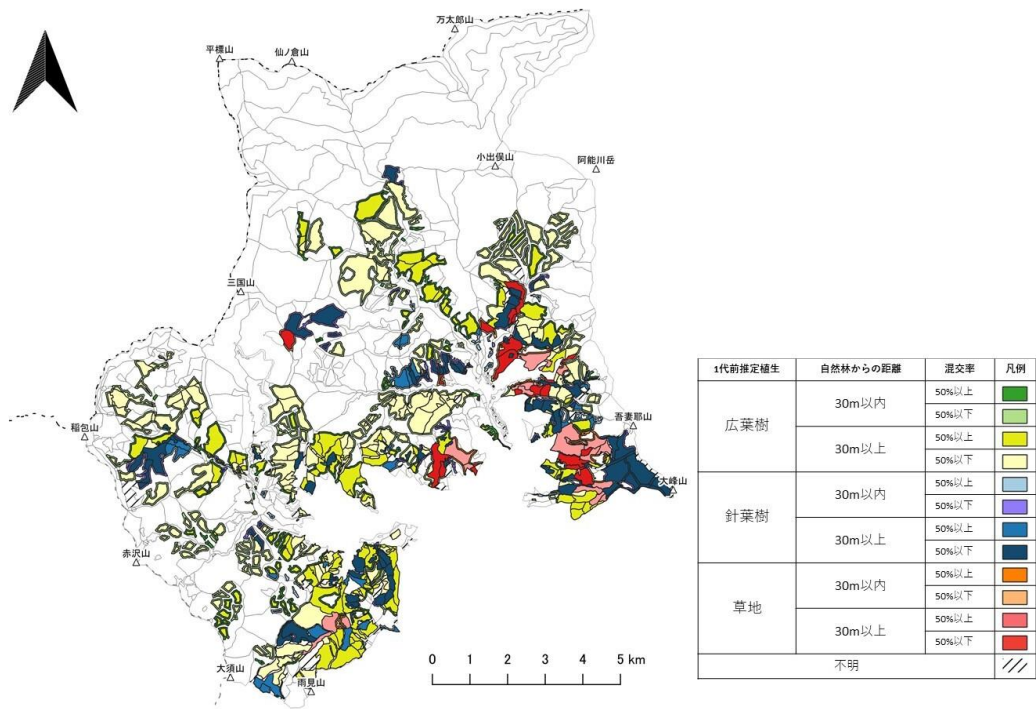 万太郎山
平標山
仙ノ倉山
小出俣山
阿能川岳
三国山
稲包山
吾妻耶山
大峰山
赤沢山
大須山
雨見山
0 1 2 3 4 5 km
1代前推定植生 自然林からの距離 混交率 凡例
広葉樹
30m以内
50%以上
50%以下
30m以上
50%以上
50%以下
針葉樹
30m以内
50%以上
50%以下
30m以上
50%以上
50%以下
草地
30m以内
50%以上
50%以下
30m以上
50%以上
50%以下
不明